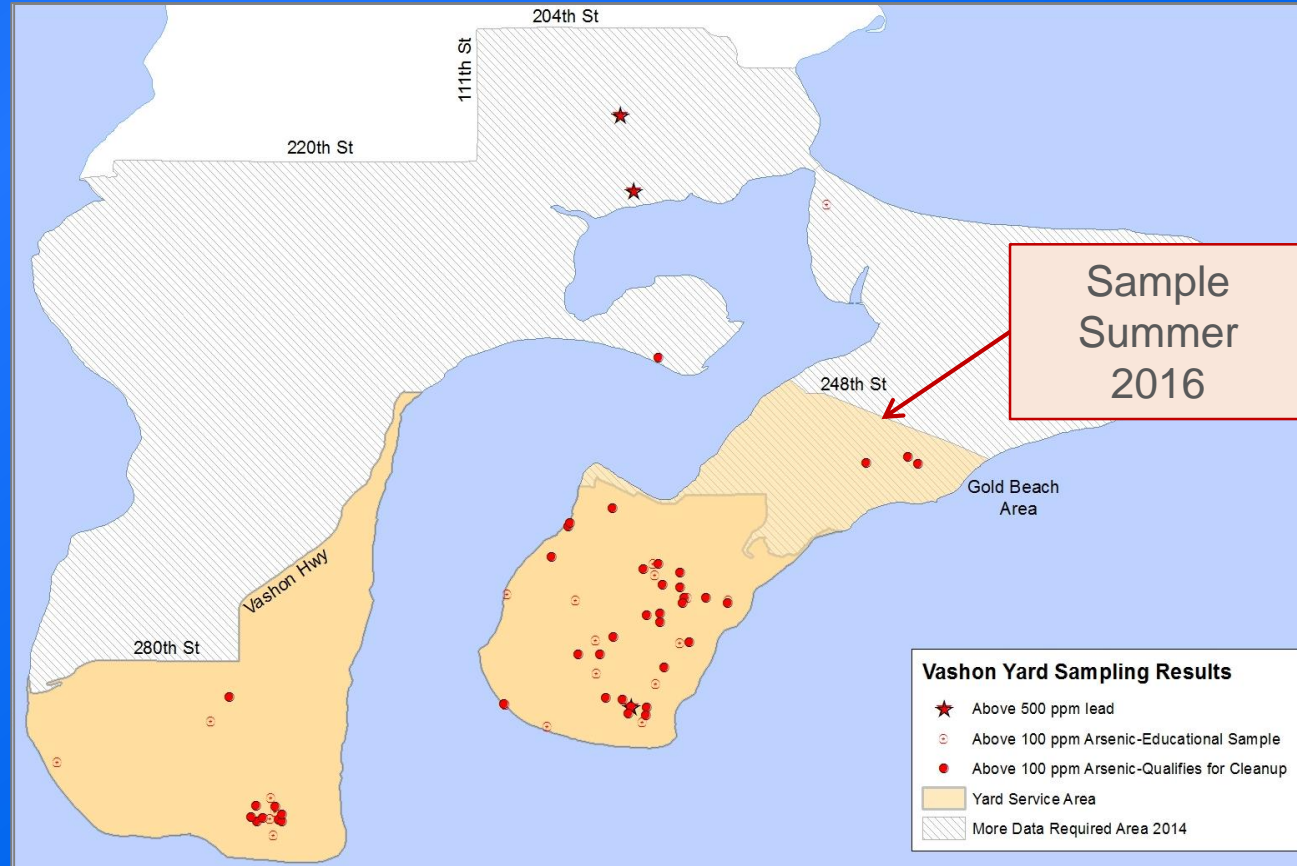 204th St
111th St
220th St
Sample
Summer
2016
248th St
Gold Beach
Area
Vashon Hwy
280th St
Vashon Yard Sampling Results
Above 500 ppm lead
Above 100 ppm Arsenic-Educational Sample
Above 100 ppm Arsenic-Qualifies for Cleanup
Yard Service Area
More Data Required Area 2014